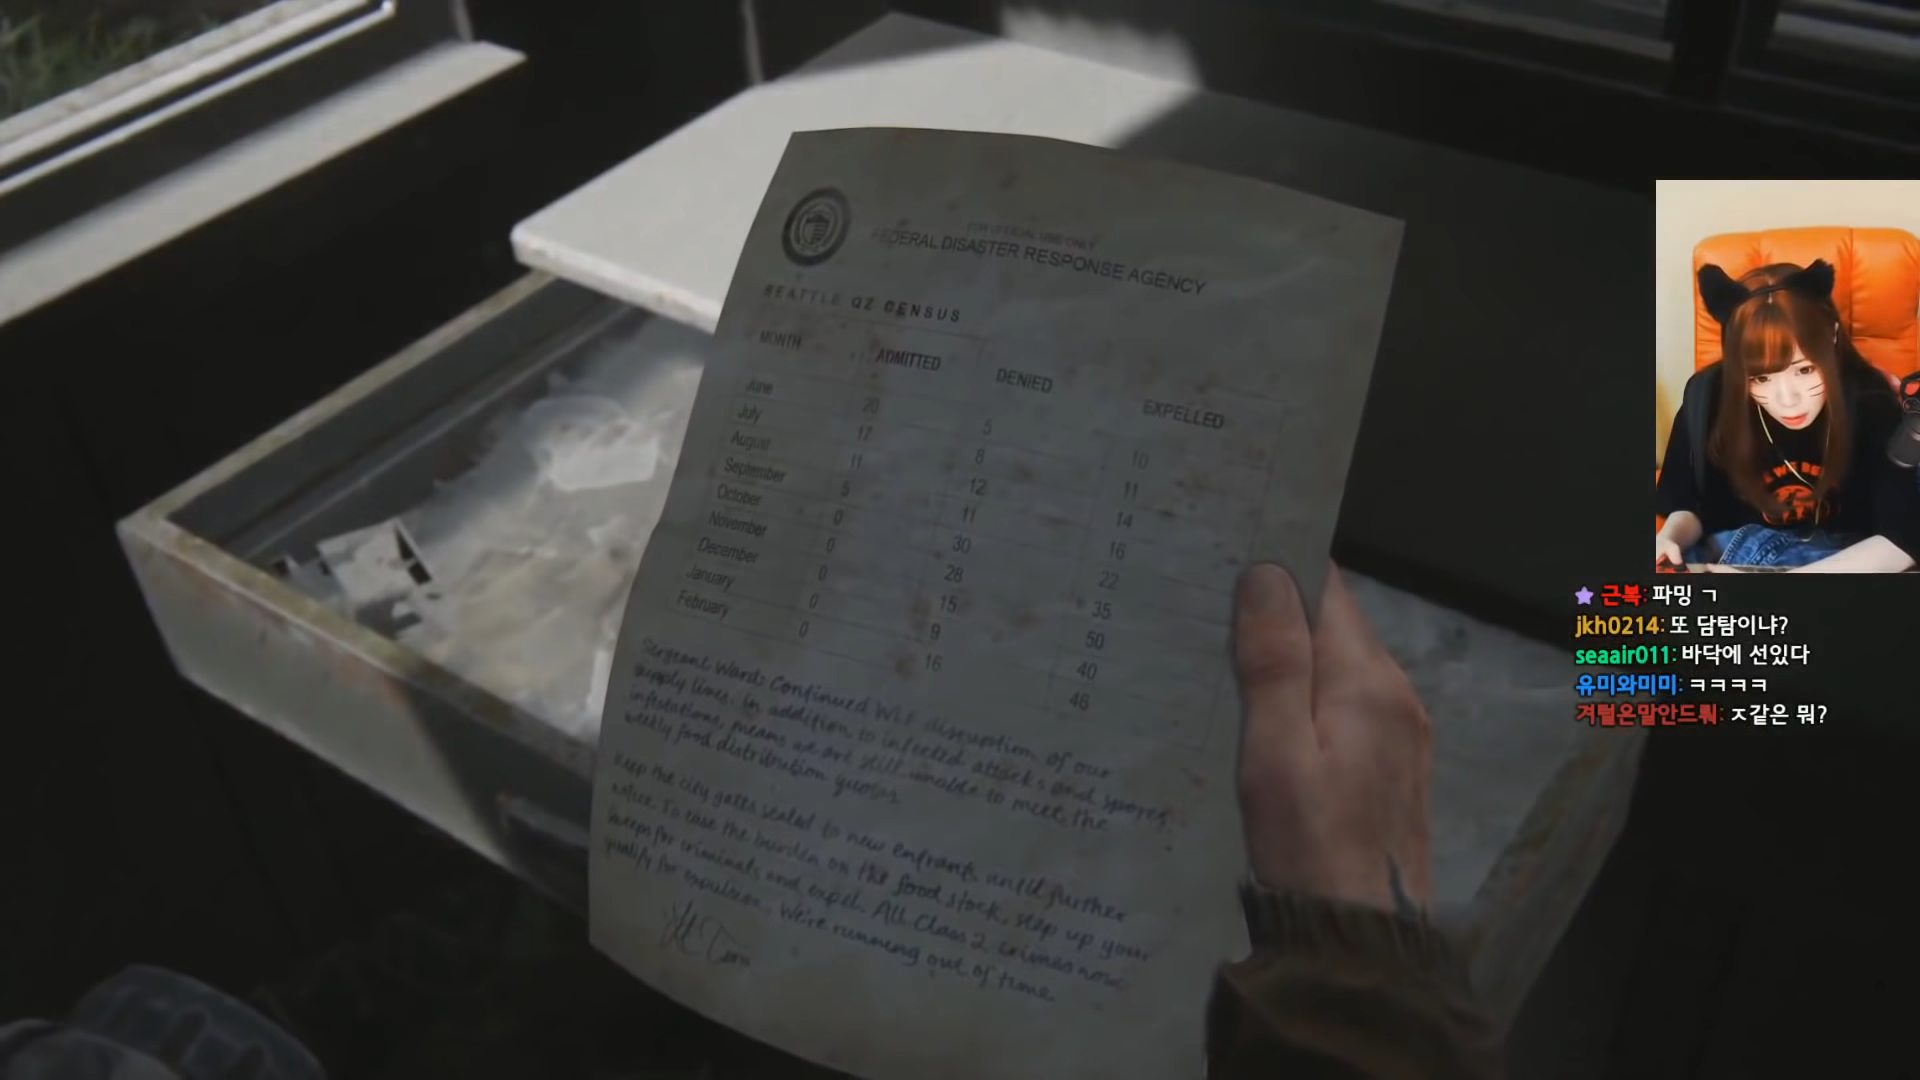 FOR OFFICIAL USE ONLY
FEDERAL DISASTER RESPONSE AGENCY
SEATTLE QZ CENSUS
MONTH ADMITTED DENIED EXPELLED
June 20 5 10
July 17 8 11
August 11 12 14
September 5 11 16
October 0 30 22
November 0 28 35
December 0 15 50
January 0 9 40
February 0 16 46
Sergeant Ward: Continued WLF disruption of our
supply lines, in addition to infected attacks and spores
infestations, means we are still unable to meet the
weekly food distribution quotas.
Keep the city gates sealed to new entrants until further
notice. To ease the burden on the food stock, step up your
sweeps for criminals and expel. All Class 2 crimes now
qualify for expulsion. We're running out of time.
WE BE
근복: 파밍 ㄱ
jkh0214: 또 담탐이냐?
seaair011: 바닥에 선있다
유미와미미: ㅋㅋㅋㅋ
겨털은말안드뤄: ㅈ같은 뭐?